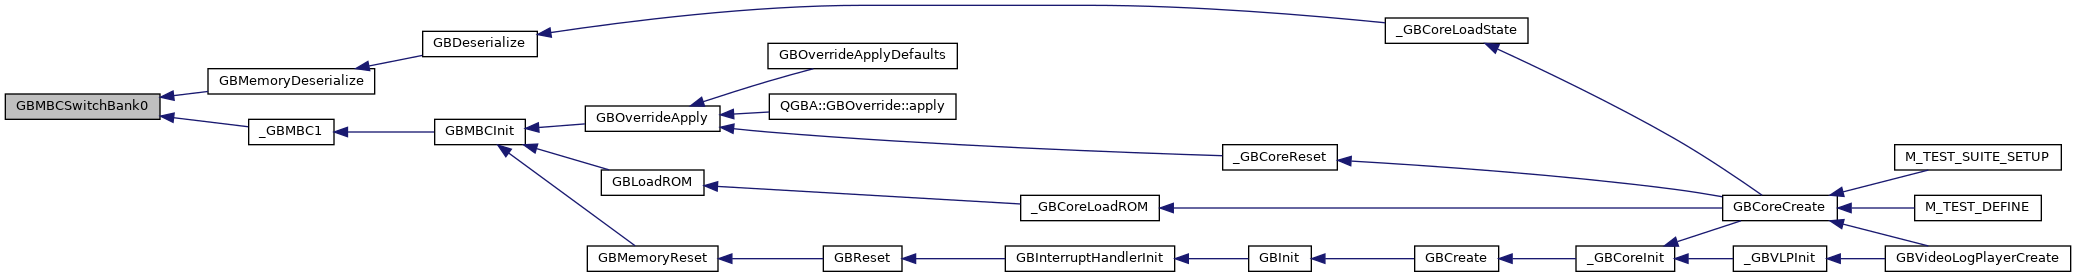 GBMBCSwitchBank0
GBMemoryDeserialize
GBDeserialize
_GBCoreLoadState
_GBMBC1
GBMBCInit
GBOverrideApply
GBOverrideApplyDefaults
QGBA::GBOverride::apply
_GBCoreReset
GBLoadROM
_GBCoreLoadROM
GBMemoryReset
GBReset
GBInterruptHandlerInit
GBInit
GBCreate
_GBCoreInit
GBCoreCreate
_GBVLPInit
M_TEST_SUITE_SETUP
M_TEST_DEFINE
GBVideoLogPlayerCreate